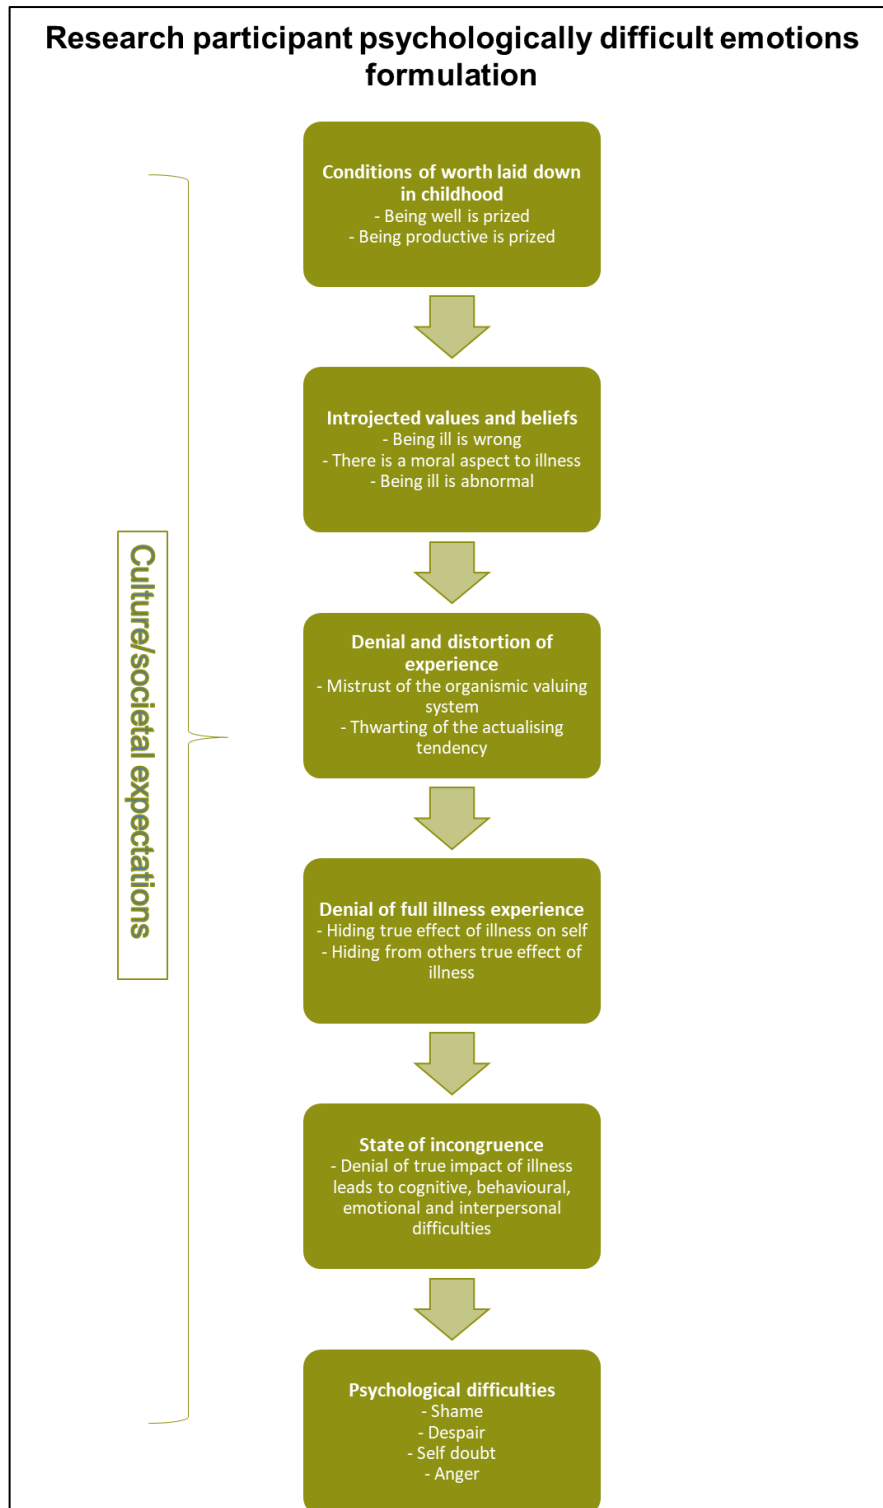 Research participant psychologically difficult emotions
formulation
Conditions of worth laid down
in childhood
- Being well is prized
- Being productive is prized
Introjected values and beliefs
- Being ill is wrong
- There is a moral aspect to illness
- Being ill is abnormal
Culture/societal expectations
Denial and distortion of
experience
- Mistrust of the organismic valuing
system
- Thwarting of the actualising
tendency
Denial of full illness experience
- Hiding true effect of illness on self
- Hiding from others true effect of
illness
State of incongruence
- Denial of true impact of illness
leads to cognitive, behavioural,
emotional and interpersonal
difficulties
Psychological difficulties
- Shame
- Despair
- Self doubt
- Anger